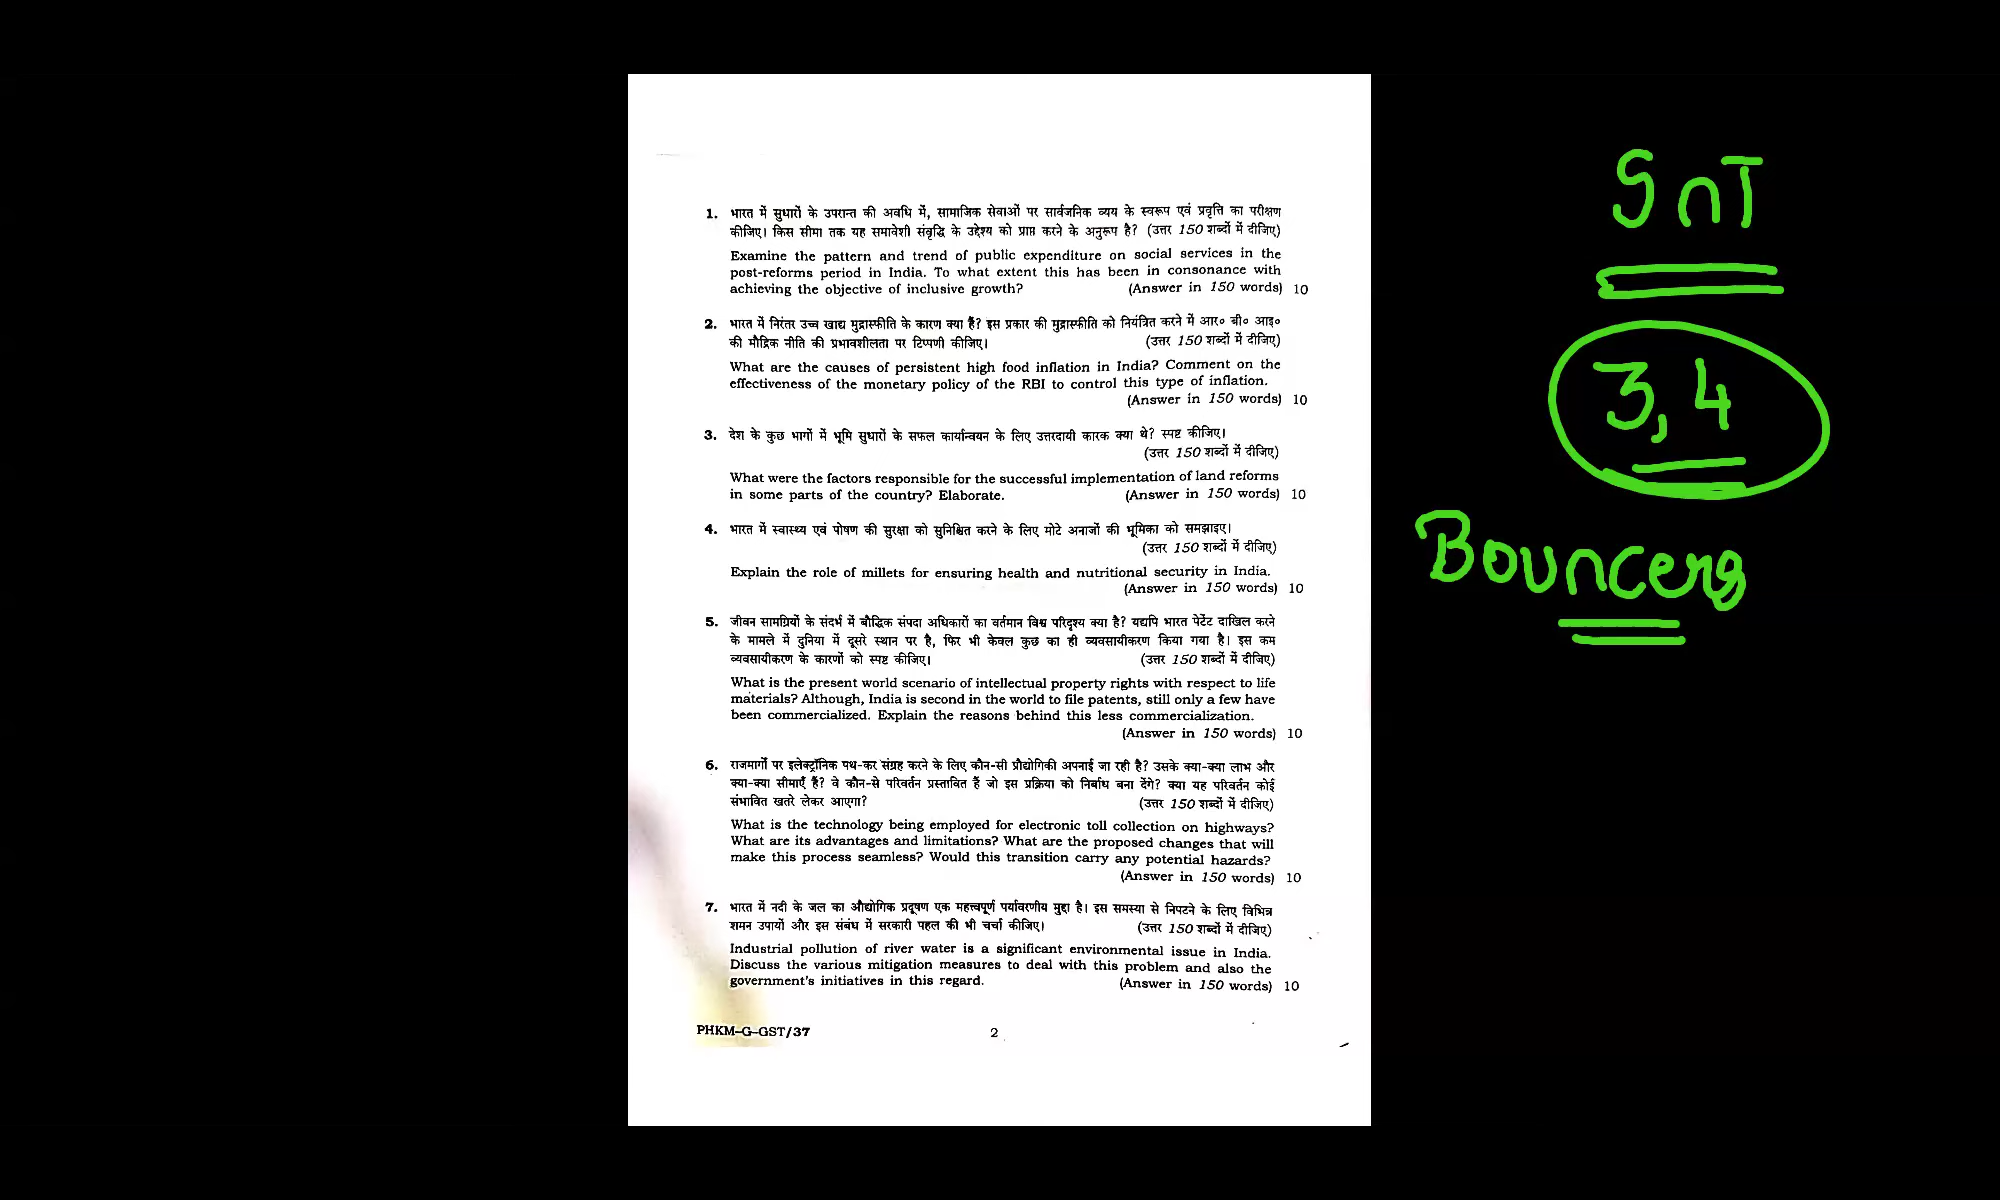 1. भारत में सुधारों के उपरान्त की अवधि में, सामाजिक सेवाओं पर सार्वजनिक व्यय के स्वरूप एवं प्रवृत्ति का परीक्षण
कीजिए। किस सीमा तक यह समावेशी संवृद्धि के उद्देश्य को प्राप्त करने के अनुरूप है? (उत्तर 150 शब्दों में दीजिए)
Examine the pattern and trend of public expenditure on social services in the
post-reforms period in India. To what extent this has been in consonance with
achieving the objective of inclusive growth? (Answer in 150 words) 10
2. भारत में निरंतर उच्च खाद्य मुद्रास्फीति के कारण क्या हैं? इस प्रकार की मुद्रास्फीति को नियंत्रित करने में आर० बी० आइ०
की मौद्रिक नीति की प्रभावशीलता पर टिप्पणी कीजिए। (उत्तर 150 शब्दों में दीजिए)
What are the causes of persistent high food inflation in India? Comment on the
effectiveness of the monetary policy of the RBI to control this type of inflation.
(Answer in 150 words) 10
3. देश के कुछ भागों में भूमि सुधारों के सफल कार्यान्वयन के लिए उत्तरदायी कारक क्या थे? स्पष्ट कीजिए।
(उत्तर 150 शब्दों में दीजिए)
What were the factors responsible for the successful implementation of land reforms
in some parts of the country? Elaborate. (Answer in 150 words) 10
4. भारत में स्वास्थ्य एवं पोषण की सुरक्षा को सुनिश्चित करने के लिए मोटे अनाजों की भूमिका को समझाइए।
(उत्तर 150 शब्दों में दीजिए)
Explain the role of millets for ensuring health and nutritional security in India.
(Answer in 150 words) 10
5. जीवन सामग्रियों के संदर्भ में बौद्धिक संपदा अधिकारों का वर्तमान विश्व परिदृश्य क्या है? यद्यपि भारत पेटेंट दाखिल करने
के मामले में दुनिया में दूसरे स्थान पर है, फिर भी केवल कुछ का ही व्यवसायीकरण किया गया है। इस कम
व्यवसायीकरण के कारणों को स्पष्ट कीजिए। (उत्तर 150 शब्दों में दीजिए)
What is the present world scenario of intellectual property rights with respect to life
materials? Although, India is second in the world to file patents, still only a few have
been commercialized. Explain the reasons behind this less commercialization.
(Answer in 150 words) 10
6. राजमार्गों पर इलेक्ट्रॉनिक पथ-कर संग्रह करने के लिए कौन-सी प्रौद्योगिकी अपनाई जा रही है? उसके क्या-क्या लाभ और
क्या-क्या सीमाएँ हैं? वे कौन-से परिवर्तन प्रस्तावित हैं जो इस प्रक्रिया को निर्बाध बना देंगे? क्या यह परिवर्तन कोई
संभावित खतरे लेकर आएगा? (उत्तर 150 शब्दों में दीजिए)
What is the technology being employed for electronic toll collection on highways?
What are its advantages and limitations? What are the proposed changes that will
make this process seamless? Would this transition carry any potential hazards?
(Answer in 150 words) 10
7. भारत में नदी के जल का औद्योगिक प्रदूषण एक महत्त्वपूर्ण पर्यावरणीय मुद्दा है। इस समस्या से निपटने के लिए विभिन्न
शमन उपायों और इस संबंध में सरकारी पहल की भी चर्चा कीजिए। (उत्तर 150 शब्दों में दीजिए)
Industrial pollution of river water is a significant environmental issue in India.
Discuss the various mitigation measures to deal with this problem and also the
government's initiatives in this regard. (Answer in 150 words) 10
PHKM-G-GST/37 2
SnT
3, 4
Bouncers